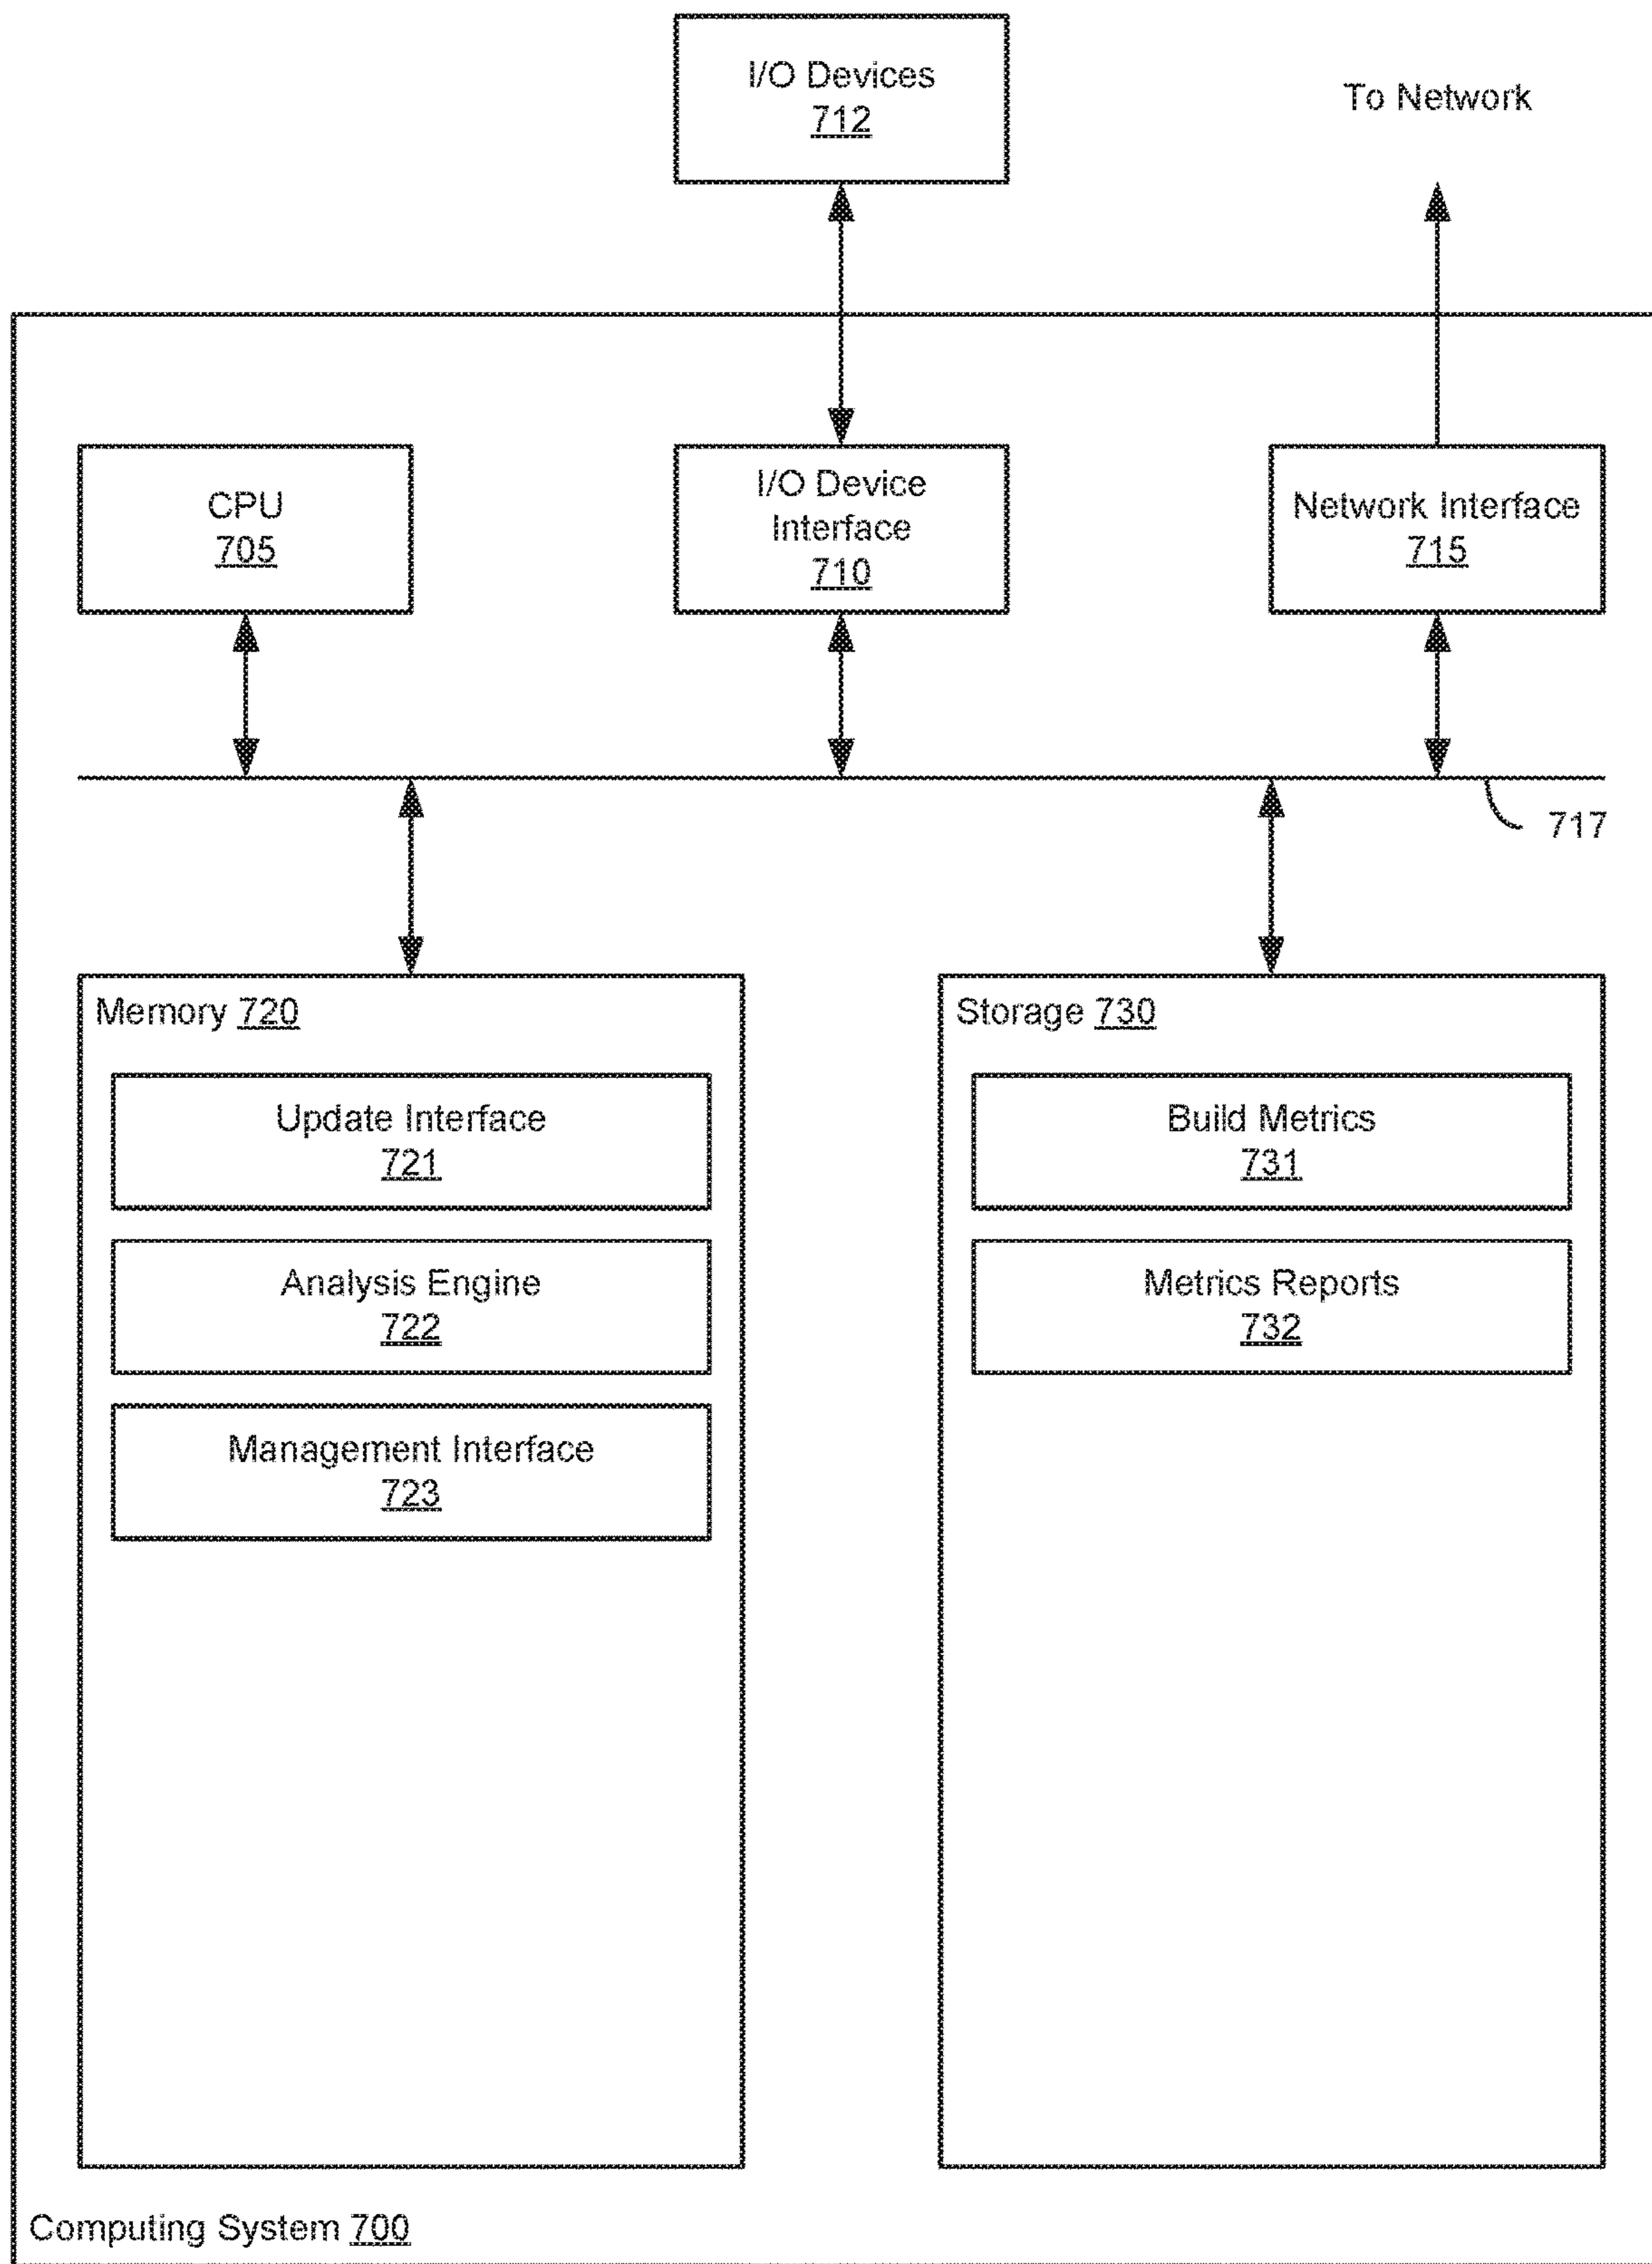 I/O Devices
712
To Network
CPU
705
I/O Device
Interface
710
Network Interface
715
717
Memory 720
Update Interface
721
Analysis Engine
722
Management Interface
723
Storage 730
Build Metrics
731
Metrics Reports
732
Computing System 700